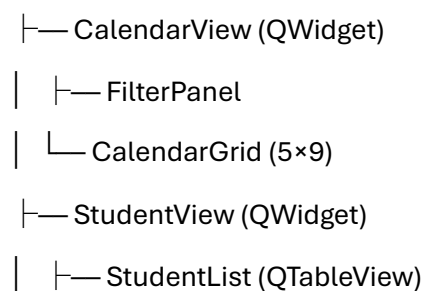 ├── CalendarView (QWidget)
│ ├── FilterPanel
│ └── CalendarGrid (5×9)
├── StudentView (QWidget)
│ ├── StudentList (QTableView)